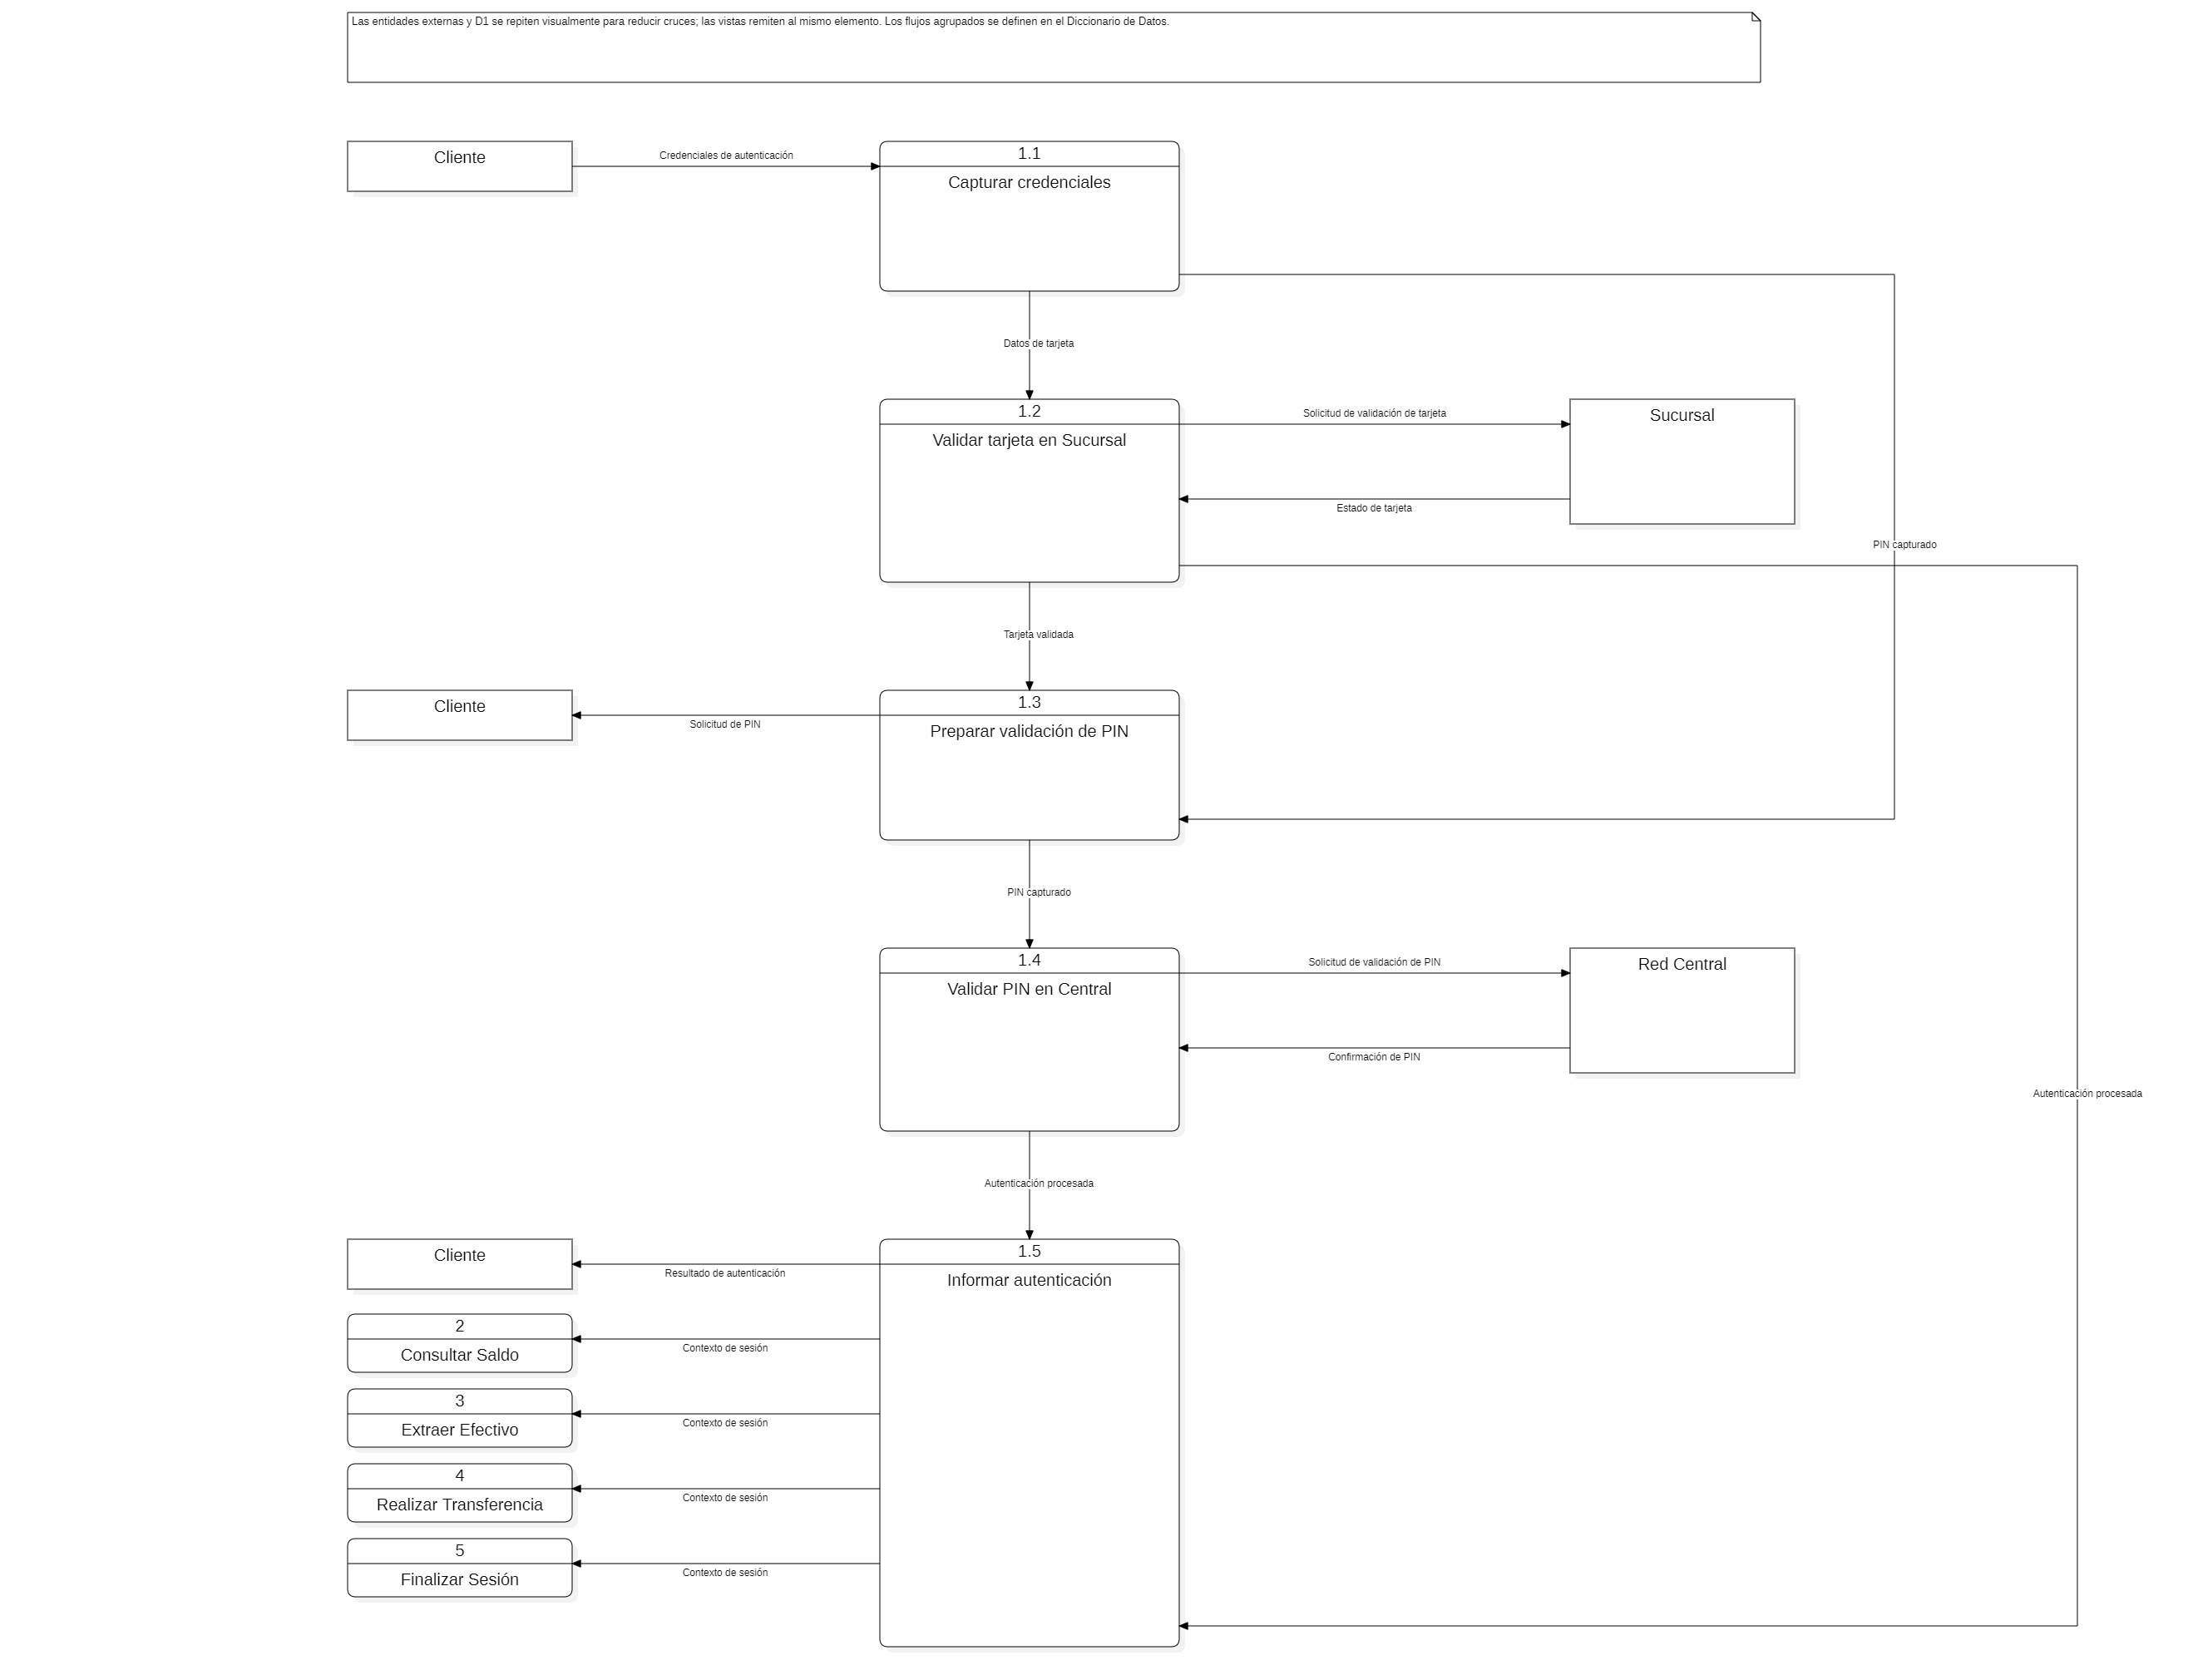 Las entidades externas y D1 se repiten visualmente para reducir cruces; las vistas remiten al mismo elemento. Los flujos agrupados se definen en el Diccionario de Datos.
Cliente
Credenciales de autenticación
1.1
Capturar credenciales
Datos de tarjeta
1.2
Validar tarjeta en Sucursal
Solicitud de validación de tarjeta
Sucursal
Estado de tarjeta
PIN capturado
Tarjeta validada
Cliente
Solicitud de PIN
1.3
Preparar validación de PIN
PIN capturado
1.4
Validar PIN en Central
Solicitud de validación de PIN
Red Central
Confirmación de PIN
Autenticación procesada
Autenticación procesada
Cliente
Resultado de autenticación
1.5
Informar autenticación
2
Consultar Saldo
Contexto de sesión
3
Extraer Efectivo
Contexto de sesión
4
Realizar Transferencia
Contexto de sesión
5
Finalizar Sesión
Contexto de sesión